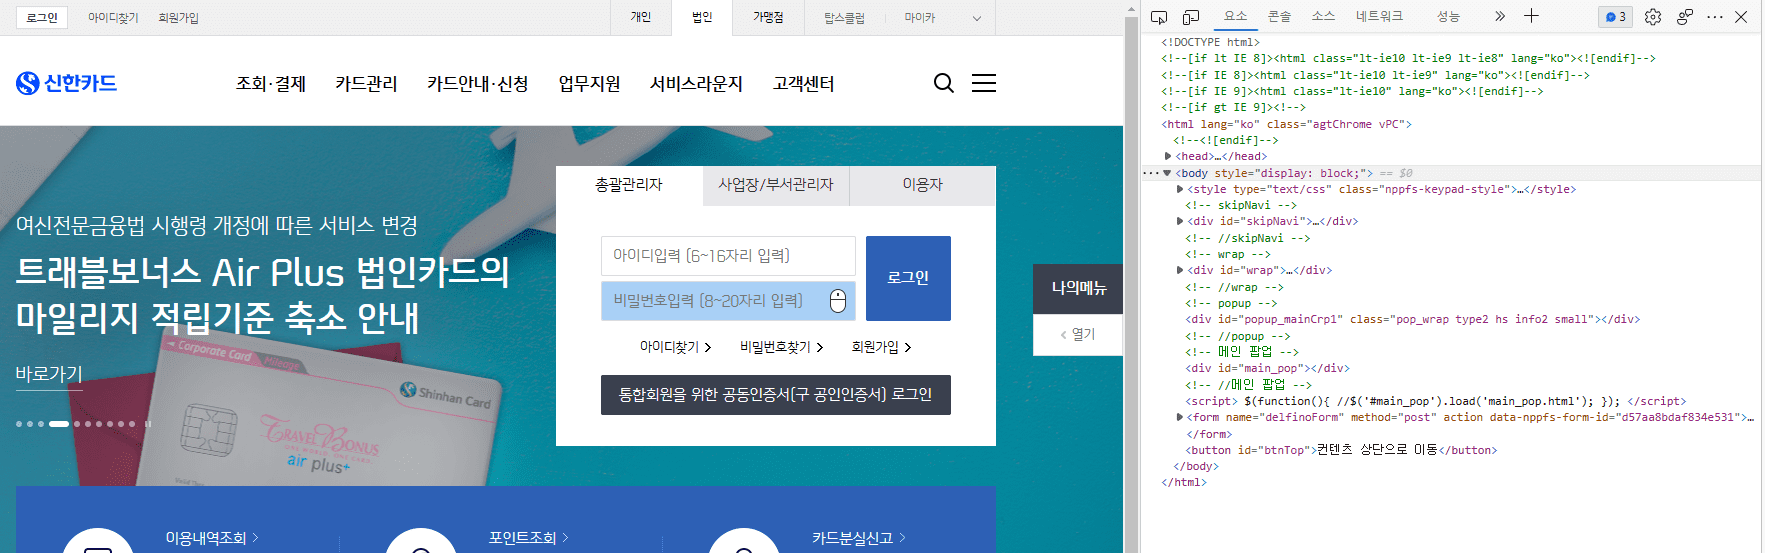 로그인 아이디찾기 회원가입 개인 법인 가맹점 탑스클럽 마이카
신한카드 조회·결제 카드관리 카드안내·신청 업무지원 서비스라운지 고객센터
여신전문금융법 시행령 개정에 따른 서비스 변경
트래블보너스 Air Plus 법인카드의
마일리지 적립기준 축소 안내
바로가기
Corporate Card Mileage
Shinhan Card
TRAVEL BONUS
air plus+
총괄관리자 사업장/부서관리자 이용자
아이디입력 (6~16자리 입력)
비밀번호입력 (8~20자리 입력)
로그인
아이디찾기 비밀번호찾기 회원가입
통합회원을 위한 공동인증서(구 공인인증서) 로그인
나의메뉴
열기
이용내역조회 포인트조회 카드분실신고
요소 콘솔 소스 네트워크 성능 3
<!DOCTYPE html>
<!--[if lt IE 8]><html class="lt-ie10 lt-ie9 lt-ie8" lang="ko"><![endif]-->
<!--[if IE 8]><html class="lt-ie10 lt-ie9" lang="ko"><![endif]-->
<!--[if IE 9]><html class="lt-ie10" lang="ko"><![endif]-->
<!--[if gt IE 9]><!-->
<html lang="ko" class="agtChrome vPC">
<!--<![endif]-->
<head>…</head>
<body style="display: block;"> == $0
<style type="text/css" class="nppfs-keypad-style">…</style>
<!-- skipNavi -->
<div id="skipNavi">…</div>
<!-- //skipNavi -->
<!-- wrap -->
<div id="wrap">…</div>
<!-- //wrap -->
<!-- popup -->
<div id="popup_mainCrp1" class="pop_wrap type2 hs info2 small"></div>
<!-- //popup -->
<!-- 메인 팝업 -->
<div id="main_pop"></div>
<!-- //메인 팝업 -->
<script> $(function(){ //$('#main_pop').load('main_pop.html'); }); </script>
<form name="delfinoForm" method="post" action data-nppfs-form-id="d57aa8bdaf834e531">…
</form>
<button id="btnTop">컨텐츠 상단으로 이동</button>
</body>
</html>